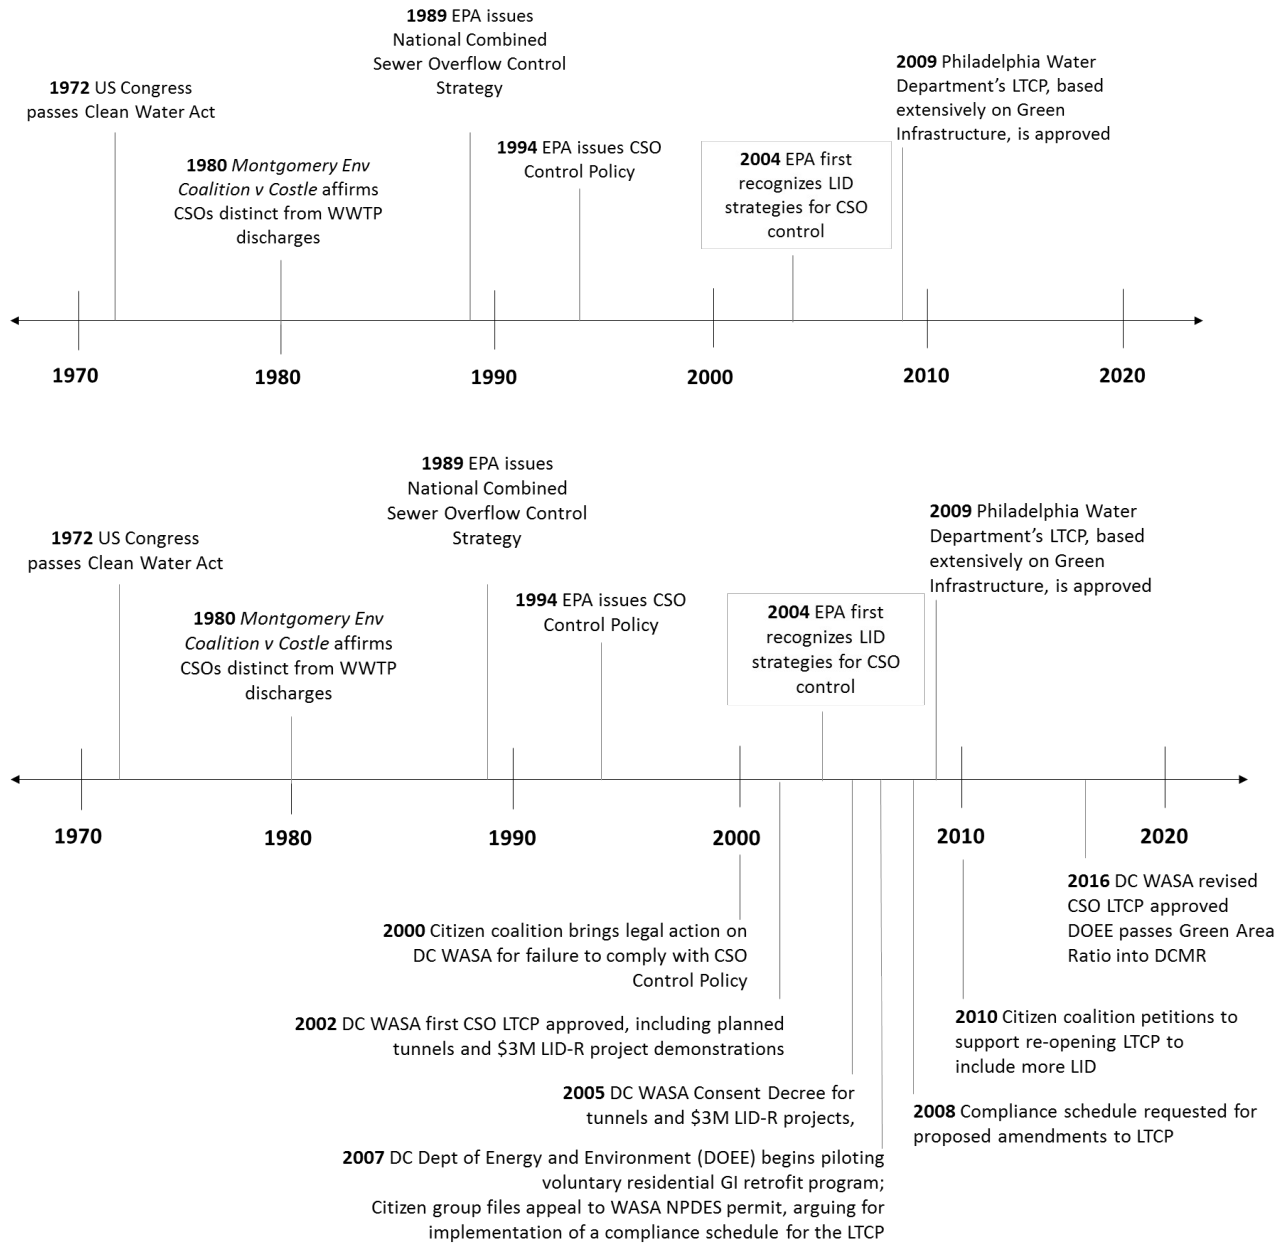 1989 EPA issues
National Combined
Sewer Overflow Control
Strategy
1972 US Congress
passes Clean Water Act
2009 Philadelphia Water
Department’s LTCP, based
extensively on Green
Infrastructure, is approved
1980 Montgomery Env
Coalition v Costle affirms
CSOs distinct from WWTP
discharges
1994 EPA issues CSO
Control Policy
2004 EPA first
recognizes LID
strategies for CSO
control
1970
1980
1990
2000
2010
2020
1989 EPA issues
National Combined
Sewer Overflow Control
Strategy
1972 US Congress
passes Clean Water Act
2009 Philadelphia Water
Department’s LTCP, based
extensively on Green
Infrastructure, is approved
1980 Montgomery Env
Coalition v Costle affirms
CSOs distinct from WWTP
discharges
1994 EPA issues CSO
Control Policy
2004 EPA first
recognizes LID
strategies for CSO
control
1970
1980
1990
2000
2010
2020
2000 Citizen coalition brings legal action on
DC WASA for failure to comply with CSO
Control Policy
2016 DC WASA revised
CSO LTCP approved
DOEE passes Green Area
Ratio into DCMR
2002 DC WASA first CSO LTCP approved, including planned
tunnels and $3M LID-R project demonstrations
2010 Citizen coalition petitions to
support re-opening LTCP to
include more LID
2005 DC WASA Consent Decree for
tunnels and $3M LID-R projects,
2008 Compliance schedule requested for
proposed amendments to LTCP
2007 DC Dept of Energy and Environment (DOEE) begins piloting
voluntary residential GI retrofit program;
Citizen group files appeal to WASA NPDES permit, arguing for
implementation of a compliance schedule for the LTCP